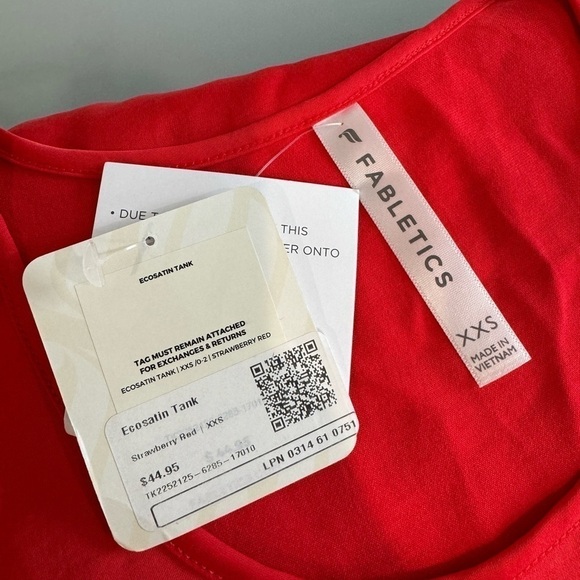 FABLETICS
XXS
MADE IN
VIETNAM
• DUE
THIS
ER ONTO
ECOSATIN TANK
TAG MUST REMAIN ATTACHED
FOR EXCHANGES & RETURNS
ECOSATIN TANK | XXS /0-2 | STRAWBERRY RED
Ecosatin Tank
Strawberry Red | XXS
$44.95
TK2252125-6285-17010
LPN 0314 61 0751